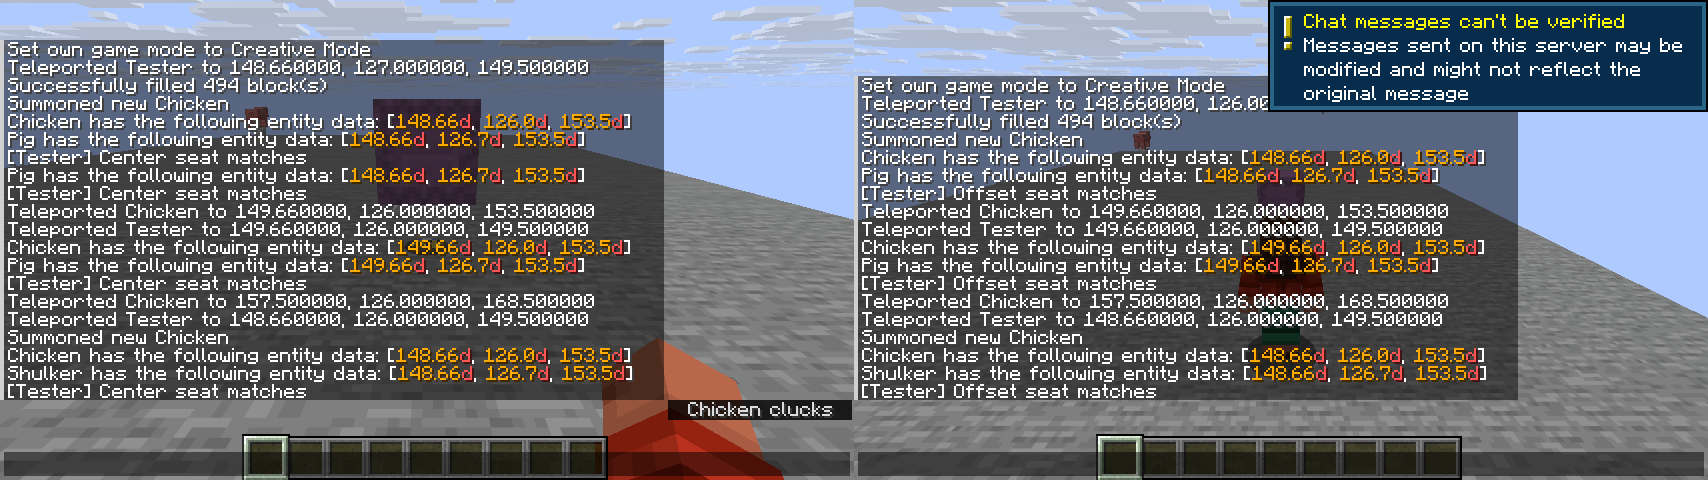 Set own game mode to Creative Mode
Teleported Tester to 148.660000, 127.000000, 149.500000
Successfully filled 494 block(s)
Summoned new Chicken
Chicken has the following entity data: [148.66d, 126.0d, 153.5d]
Pig has the following entity data: [148.66d, 126.7d, 153.5d]
[Tester] Center seat matches
Pig has the following entity data: [148.66d, 126.7d, 153.5d]
[Tester] Center seat matches
Teleported Chicken to 149.660000, 126.000000, 153.500000
Teleported Tester to 149.660000, 126.000000, 149.500000
Chicken has the following entity data: [149.66d, 126.0d, 153.5d]
Pig has the following entity data: [149.66d, 126.7d, 153.5d]
[Tester] Center seat matches
Teleported Chicken to 157.500000, 126.000000, 168.500000
Teleported Tester to 148.660000, 126.000000, 149.500000
Summoned new Chicken
Chicken has the following entity data: [148.66d, 126.0d, 153.5d]
Shulker has the following entity data: [148.66d, 126.7d, 153.5d]
[Tester] Center seat matches
Chicken clucks
Chat messages can't be verified
Messages sent on this server may be
modified and might not reflect the
original message
Set own game mode to Creative Mode
Teleported Tester to 148.660000, 126.00
Successfully filled 494 block(s)
Summoned new Chicken
Chicken has the following entity data: [148.66d, 126.0d, 153.5d]
Pig has the following entity data: [148.66d, 126.7d, 153.5d]
[Tester] Offset seat matches
Teleported Chicken to 149.660000, 126.000000, 153.500000
Teleported Tester to 149.660000, 126.000000, 149.500000
Chicken has the following entity data: [149.66d, 126.0d, 153.5d]
Pig has the following entity data: [149.66d, 126.7d, 153.5d]
[Tester] Offset seat matches
Teleported Chicken to 157.500000, 126.000000, 168.500000
Teleported Tester to 148.660000, 126.000000, 149.500000
Summoned new Chicken
Chicken has the following entity data: [148.66d, 126.0d, 153.5d]
Shulker has the following entity data: [148.66d, 126.7d, 153.5d]
[Tester] Offset seat matches